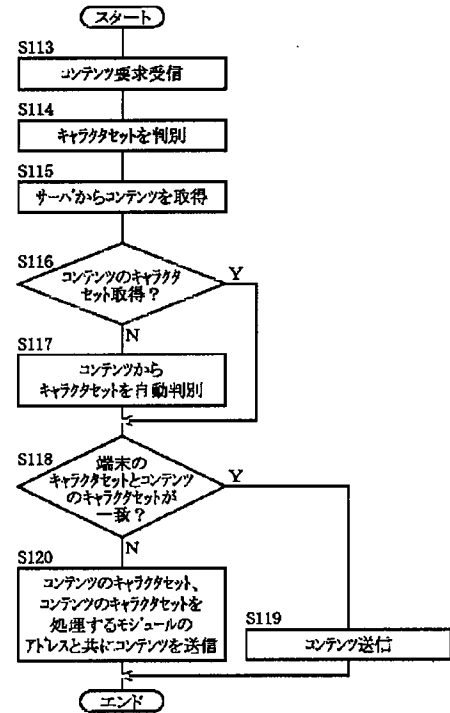 スタート
S113
コンテンツ要求受信
S114
キャラクタセットを判別
S115
サーバからコンテンツを取得
S116
コンテンツのキャラクタ
セット取得？
Y
N
S117
コンテンツから
キャラクタセットを自動判別
S118
端末の
キャラクタセットとコンテンツ
のキャラクタセットが
一致？
Y
N
S120
コンテンツのキャラクタセット、
コンテンツのキャラクタセットを
処理するモジュールの
アドレスと共にコンテンツを送信
S119
コンテンツ送信
エンド